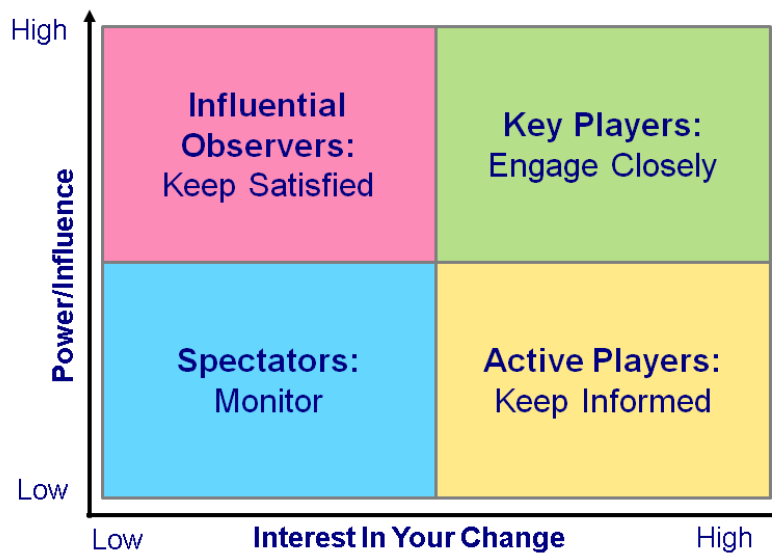 High
Influential
Observers:
Keep Satisfied
Key Players:
Engage Closely
Power/Influence
Spectators:
Monitor
Active Players:
Keep Informed
Low
Low
Interest In Your Change
High